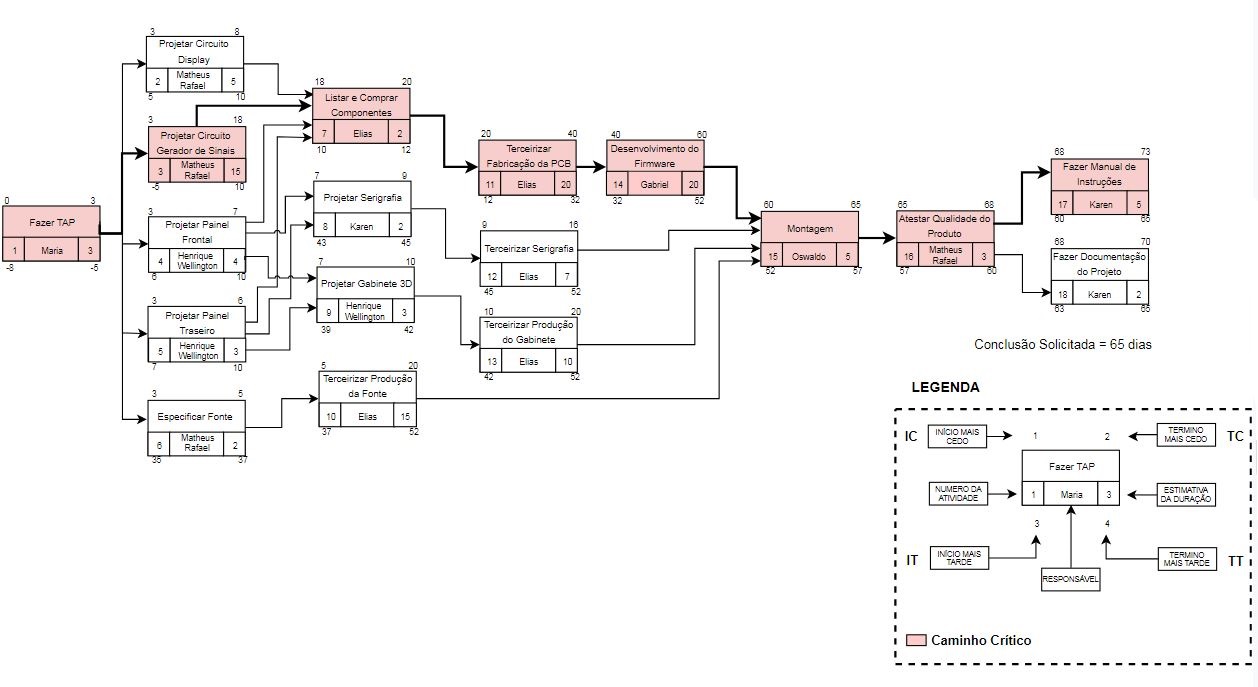 3 8
Projetar Circuito
Display
2 Matheus Rafael 5
5 10
3 18
Projetar Circuito
Gerador de Sinais
3 Matheus Rafael 15
-5 10
0 3
Fazer TAP
1 Maria 3
-8 -5
3 7
Projetar Painel
Frontal
4 Henrique Wellington 4
6 10
3 6
Projetar Painel
Traseiro
5 Henrique Wellington 3
7 10
3 5
Especificar Fonte
6 Matheus Rafael 2
35 37
18 20
Listar e Comprar
Componentes
7 Elias 2
10 12
7 9
Projetar Serigrafia
8 Karen 2
43 45
7 10
Projetar Gabinete 3D
9 Henrique Wellington 3
39 42
5 20
Terceirizar Produção
da Fonte
10 Elias 15
37 52
20 40
Terceirizar
Fabricação da PCB
11 Elias 20
12 32
9 16
Terceirizar Serigrafia
12 Elias 7
45 52
10 20
Terceirizar Produção
do Gabinete
13 Elias 10
42 52
40 60
Desenvolvimento do
Firmware
14 Gabriel 20
32 52
60 65
Montagem
15 Oswaldo 5
52 57
65 68
Atestar Qualidade do
Produto
16 Matheus Rafael 3
57 60
68 73
Fazer Manual de
Instruções
17 Karen 5
60 65
68 70
Fazer Documentação
do Projeto
18 Karen 2
63 65
Conclusão Solicitada = 65 dias
LEGENDA
IC INÍCIO MAIS CEDO 1 2 TERMINO MAIS CEDO TC
Fazer TAP
NUMERO DA ATIVIDADE 1 Maria 3 ESTIMATIVA DA DURAÇÃO
3 4
IT INÍCIO MAIS TARDE TERMINO MAIS TARDE TT
RESPONSÁVEL
Caminho Crítico